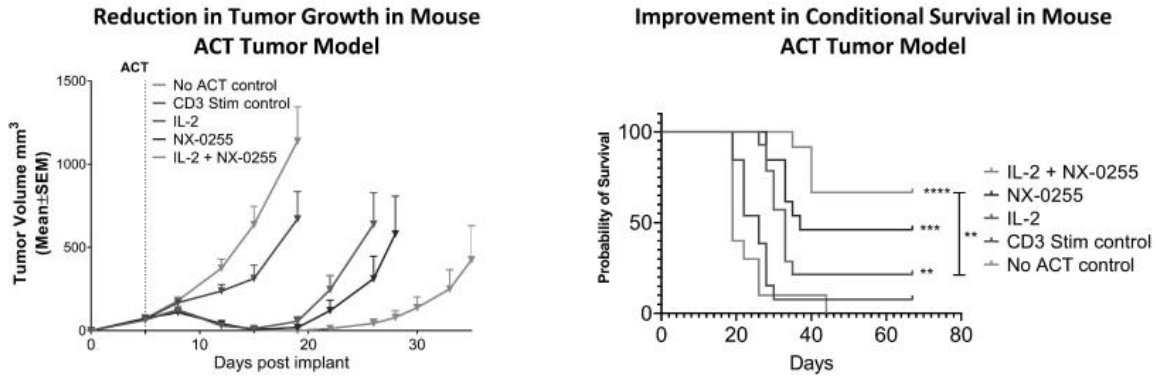 Reduction in Tumor Growth in Mouse
ACT Tumor Model
ACT
No ACT control
CD3 Stim control
IL-2
NX-0255
IL-2 + NX-0255
1500
1000
500
0
Tumor Volume mm³
(Mean±SEM)
0
10
20
30
Days post implant
Improvement in Conditional Survival in Mouse
ACT Tumor Model
100
50
0
Probability of Survival
0
20
40
60
80
Days
****
***
**
**
IL-2 + NX-0255
NX-0255
IL-2
CD3 Stim control
No ACT control